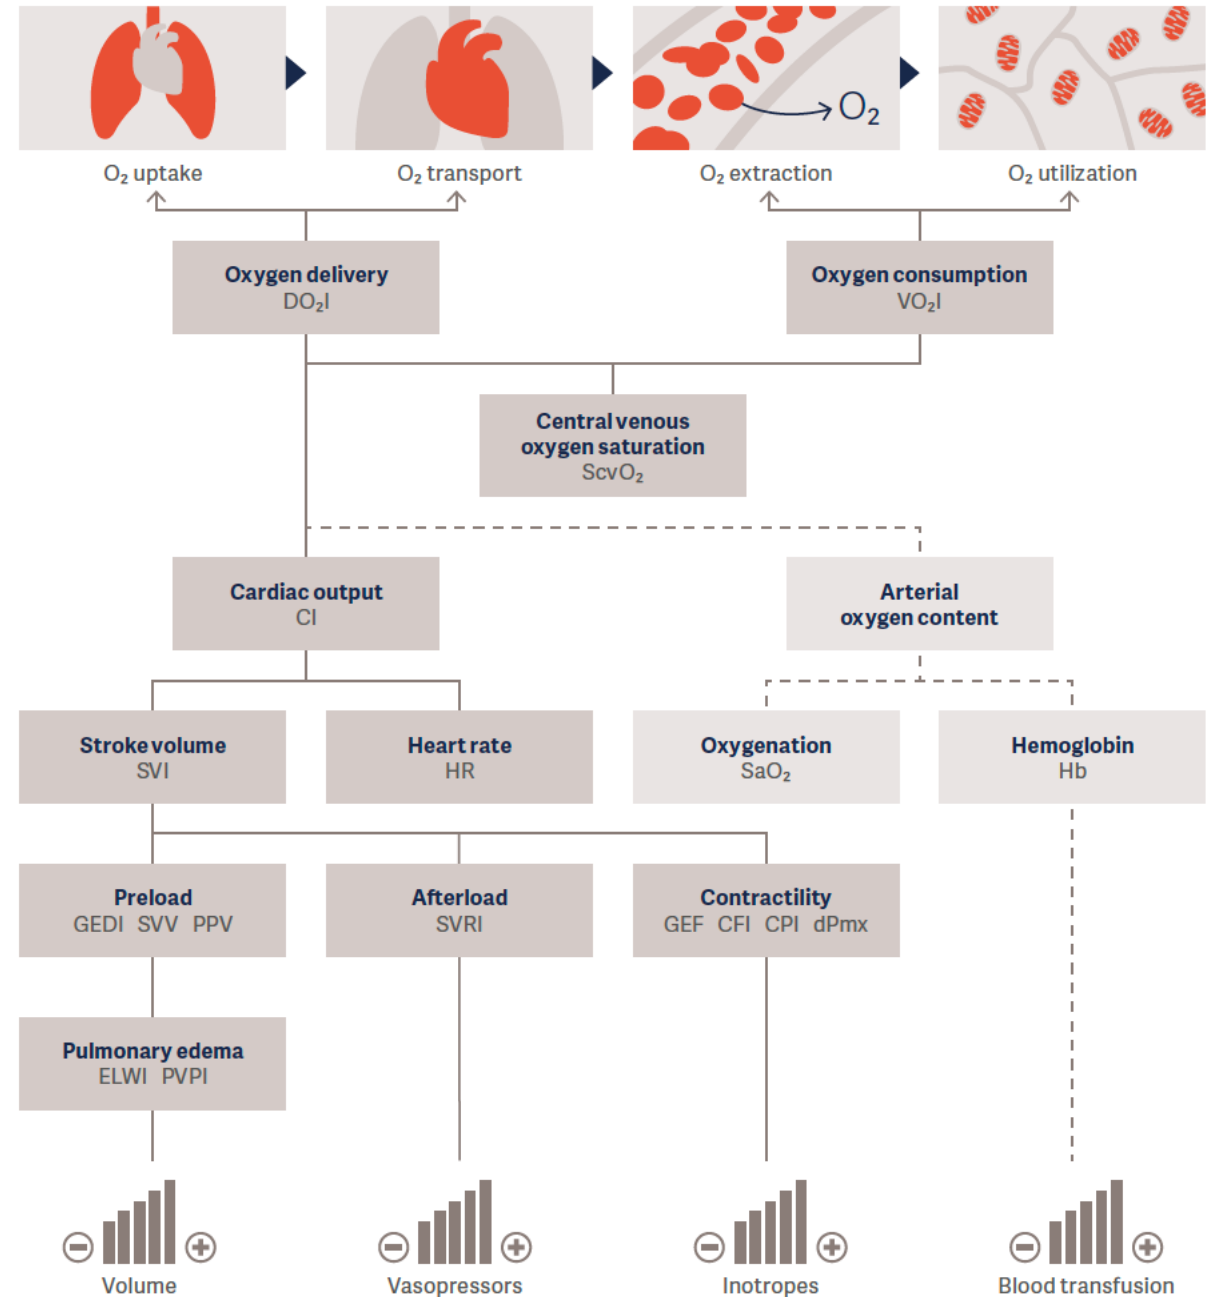 O₂
O₂ uptake
O₂ transport
O₂ extraction
O₂ utilization
Oxygen delivery
DO₂I
Oxygen consumption
VO₂I
Central venous
oxygen saturation
ScvO₂
Cardiac output
CI
Arterial
oxygen content
Stroke volume
SVI
Heart rate
HR
Oxygenation
SaO₂
Hemoglobin
Hb
Preload
GEDI SVV PPV
Afterload
SVRI
Contractility
GEF CFI CPI dPmx
Pulmonary edema
ELWI PVPI
Volume
Vasopressors
Inotropes
Blood transfusion